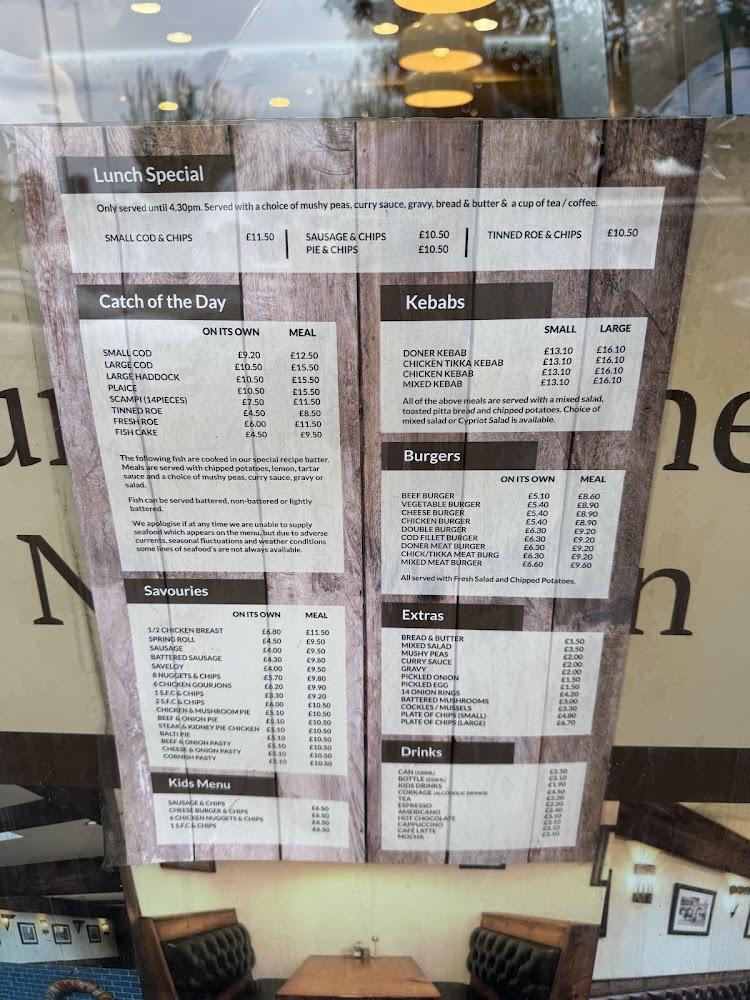 Lunch Special
Only served until 4.30pm. Served with a choice of mushy peas, curry sauce, gravy, bread & butter & a cup of tea / coffee.
SMALL COD & CHIPS £11.50
SAUSAGE & CHIPS £10.50
PIE & CHIPS £10.50
TINNED ROE & CHIPS £10.50
Catch of the Day
ON ITS OWN MEAL
SMALL COD £9.20 £12.50
LARGE COD £10.50 £15.50
LARGE HADDOCK £10.50 £15.50
PLAICE £10.50 £15.50
SCAMPI (14PIECES) £7.50 £11.50
TINNED ROE £4.50 £8.50
FRESH ROE £6.00 £11.50
FISH CAKE £4.50 £9.50
The following fish are cooked in our special recipe batter.
Meals are served with chipped potatoes, lemon, tartar
sauce and a choice of mushy peas, curry sauce, gravy or
salad.
Fish can be served battered, non-battered or lightly
battered.
We apologise if at any time we are unable to supply
seafood which appears on the menu, but due to adverse
currents, seasonal fluctuations and weather conditions
some lines of seafood's are not always available.
Savouries
ON ITS OWN MEAL
1/2 CHICKEN BREAST £6.80 £11.50
SPRING ROLL £4.50 £9.50
SAUSAGE £4.00 £9.50
BATTERED SAUSAGE £4.30 £9.80
SAVELOY £4.00 £9.50
8 NUGGETS & CHIPS £5.70 £9.80
6 CHICKEN GOURJONS £6.20 £9.90
1 S.F.C & CHIPS £3.30 £9.20
2 S.F.C & CHIPS £6.00 £10.50
CHICKEN & MUSHROOM PIE £5.10 £10.50
BEEF & ONION PIE £5.10 £10.50
STEAK & KIDNEY PIE CHICKEN £5.10 £10.50
BALTI PIE £5.10 £10.50
BEEF & ONION PASTY £5.10 £10.50
CHEESE & ONION PASTY £5.10 £10.50
CORNISH PASTY £5.10 £10.50
Kids Menu
SAUSAGE & CHIPS £6.50
CHEESE BURGER & CHIPS £6.50
6 CHICKEN NUGGETS & CHIPS £6.50
1 S.F.C & CHIPS £6.50
Kebabs
SMALL LARGE
DONER KEBAB £13.10 £16.10
CHICKEN TIKKA KEBAB £13.10 £16.10
CHICKEN KEBAB £13.10 £16.10
MIXED KEBAB £13.10 £16.10
All of the above meals are served with a mixed salad,
toasted pitta bread and chipped potatoes. Choice of
mixed salad or Cypriot Salad is available.
Burgers
ON ITS OWN MEAL
BEEF BURGER £5.10 £8.60
VEGETABLE BURGER £5.40 £8.90
CHEESE BURGER £5.40 £8.90
CHICKEN BURGER £5.40 £8.90
DOUBLE BURGER £6.30 £9.20
COD FILLET BURGER £6.30 £9.20
DONER MEAT BURGER £6.30 £9.20
CHICK/TIKKA MEAT BURG £6.30 £9.20
MIXED MEAT BURGER £6.60 £9.60
All served with Fresh Salad and Chipped Potatoes.
Extras
BREAD & BUTTER £1.50
MIXED SALAD £3.50
MUSHY PEAS £2.00
CURRY SAUCE £2.00
GRAVY £2.00
PICKLED ONION £1.50
PICKLED EGG £1.50
14 ONION RINGS £4.20
BATTERED MUSHROOMS £3.00
COCKLES / MUSSELS £3.30
PLATE OF CHIPS (SMALL) £4.80
PLATE OF CHIPS (LARGE) £6.70
Drinks
CAN
BOTTLE
KIDS DRINKS £1.90
CORKAGE (ALCOHOLIC DRINKS) £4.50
TEA £2.20
ESPRESSO
AMERICANO
HOT CHOCOLATE £3.10
CAPPUCCINO £3.10
CAFE LATTE £3.10
MOCHA £3.10